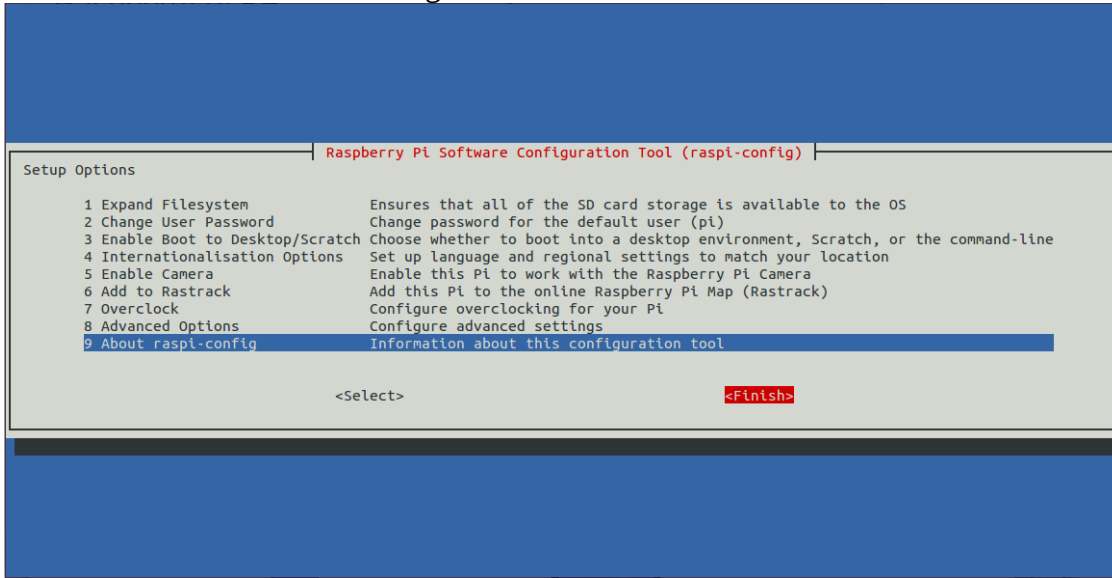 Raspberry Pi Software Configuration Tool (raspi-config)
Setup Options
1 Expand Filesystem Ensures that all of the SD card storage is available to the OS
2 Change User Password Change password for the default user (pi)
3 Enable Boot to Desktop/Scratch Choose whether to boot into a desktop environment, Scratch, or the command-line
4 Internationalisation Options Set up language and regional settings to match your location
5 Enable Camera Enable this Pi to work with the Raspberry Pi Camera
6 Add to Rastrack Add this Pi to the online Raspberry Pi Map (Rastrack)
7 Overclock Configure overclocking for your Pi
8 Advanced Options Configure advanced settings
9 About raspi-config Information about this configuration tool
<Select> <Finish>